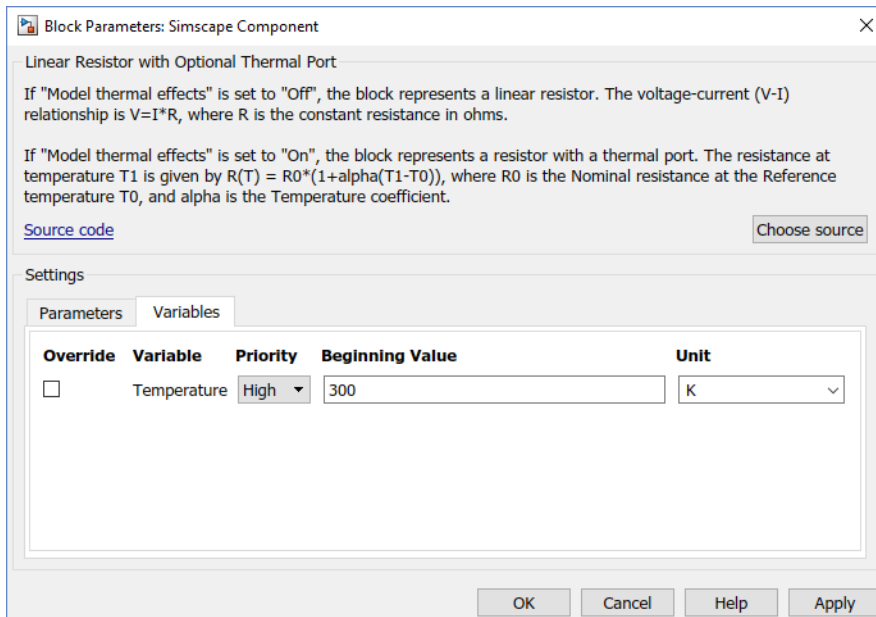 Block Parameters: Simscape Component
Linear Resistor with Optional Thermal Port
If "Model thermal effects" is set to "Off", the block represents a linear resistor. The voltage-current (V-I)
relationship is V=I*R, where R is the constant resistance in ohms.
If "Model thermal effects" is set to "On", the block represents a resistor with a thermal port. The resistance at
temperature T1 is given by R(T) = R0*(1+alpha(T1-T0)), where R0 is the Nominal resistance at the Reference
temperature T0, and alpha is the Temperature coefficient.
Source code Choose source
Settings
Parameters Variables
Override Variable Priority Beginning Value Unit
Temperature High 300 K
OK Cancel Help Apply